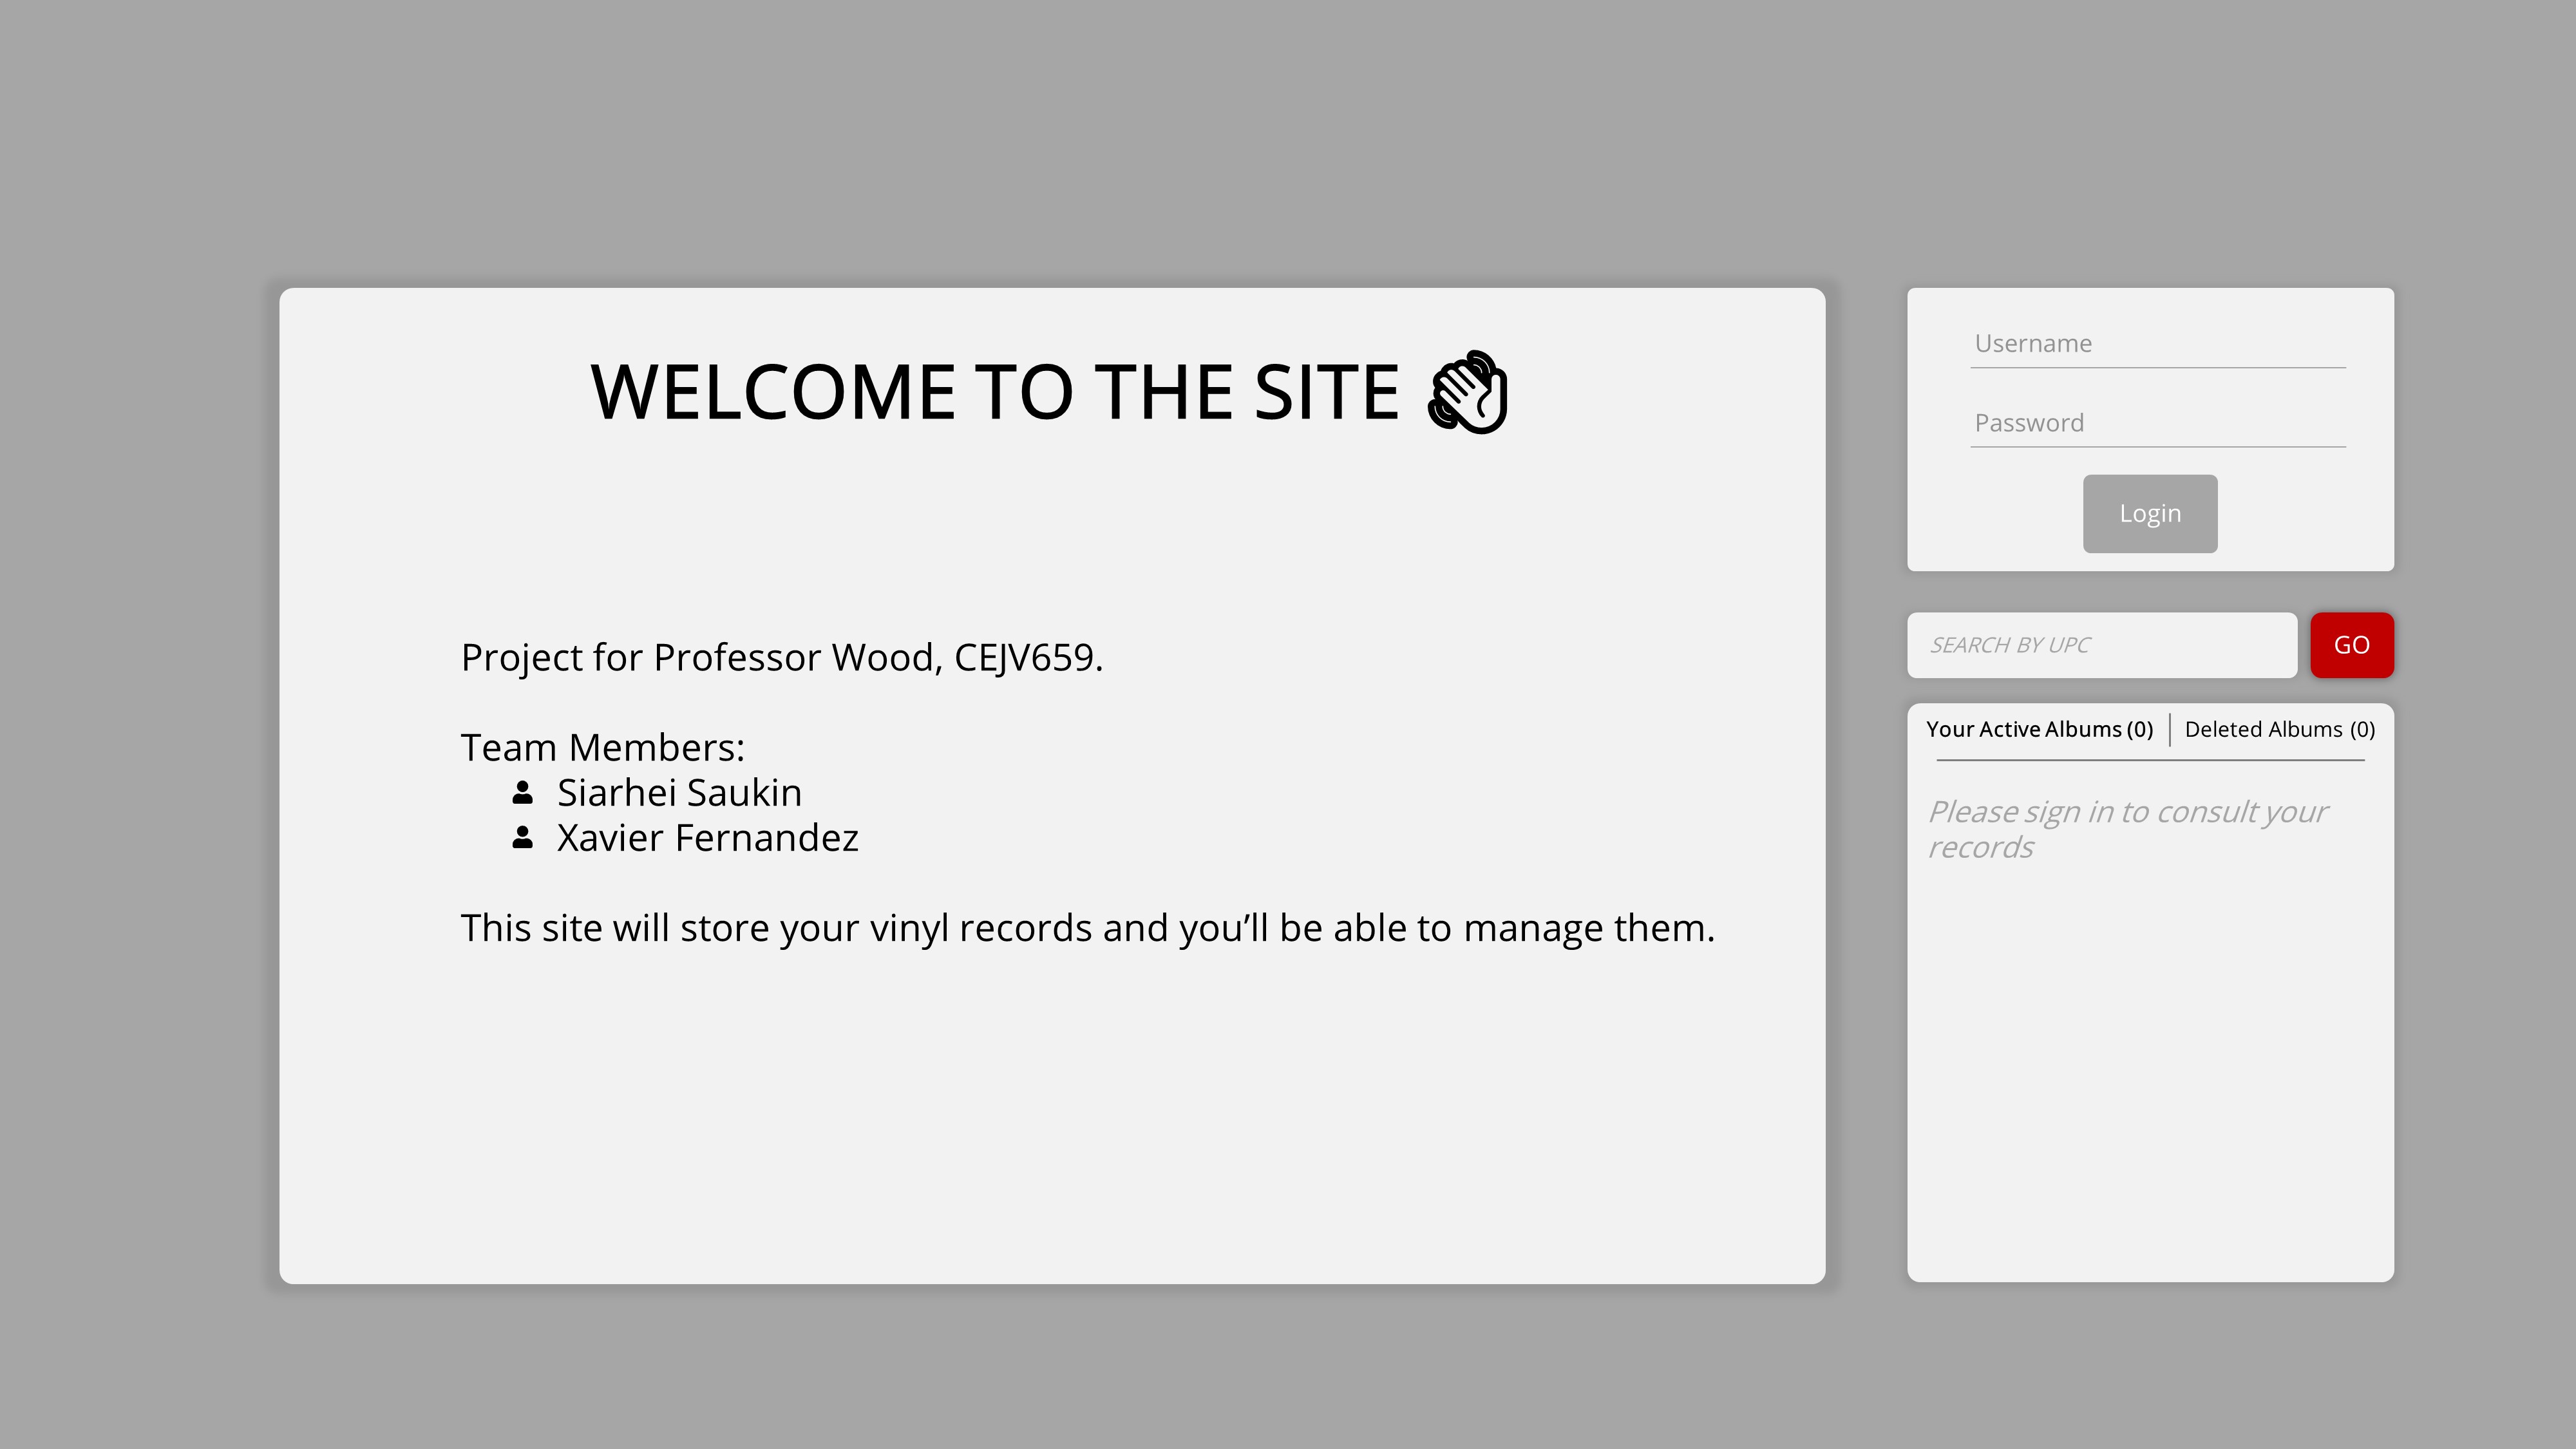 WELCOME TO THE SITE
Project for Professor Wood, CEJV659.
Team Members:
Siarhei Saukin
Xavier Fernandez
This site will store your vinyl records and you’ll be able to manage them.
Username
Password
Login
SEARCH BY UPC
GO
Your Active Albums (0)
Deleted Albums (0)
Please sign in to consult your
records